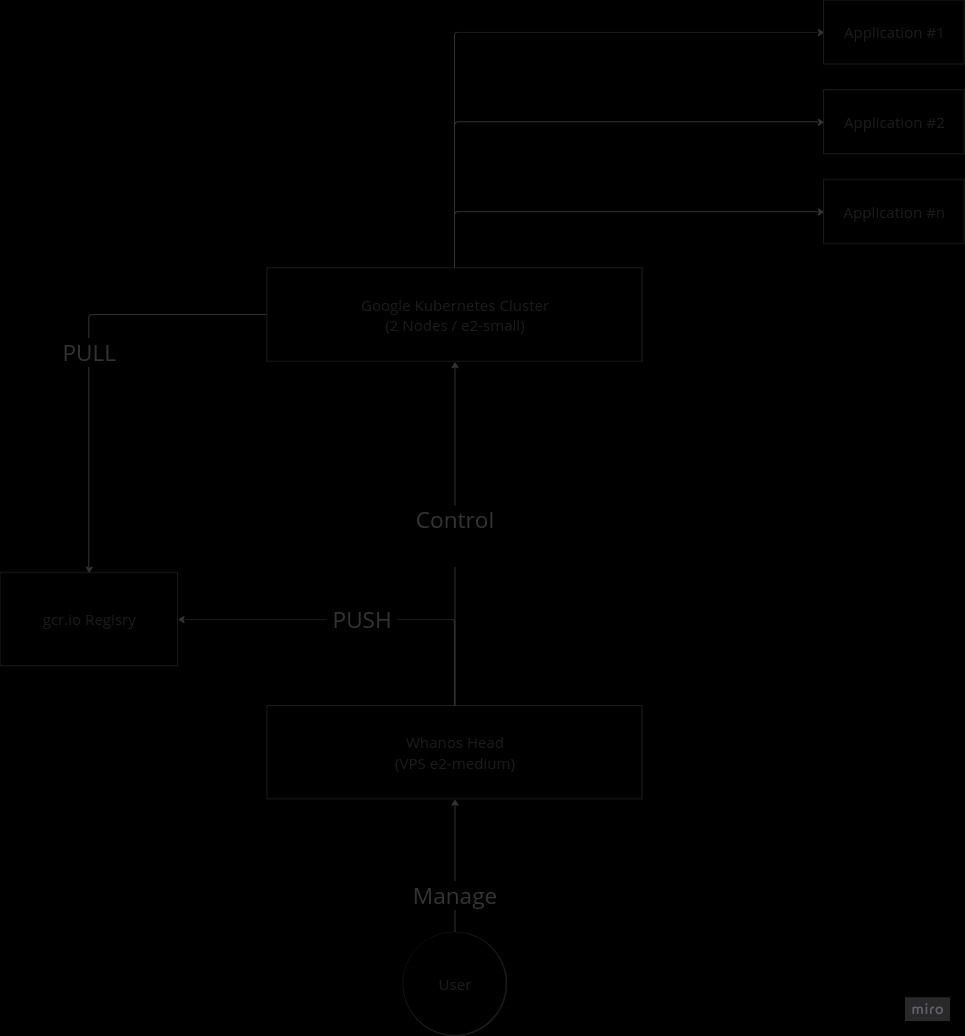 Application #1
Application #2
Application #n
Google Kubernetes Cluster
(2 Nodes / e2-small)
PULL
Control
gcr.io Regisry
PUSH
Whanos Head
(VPS e2-medium)
Manage
User
miro